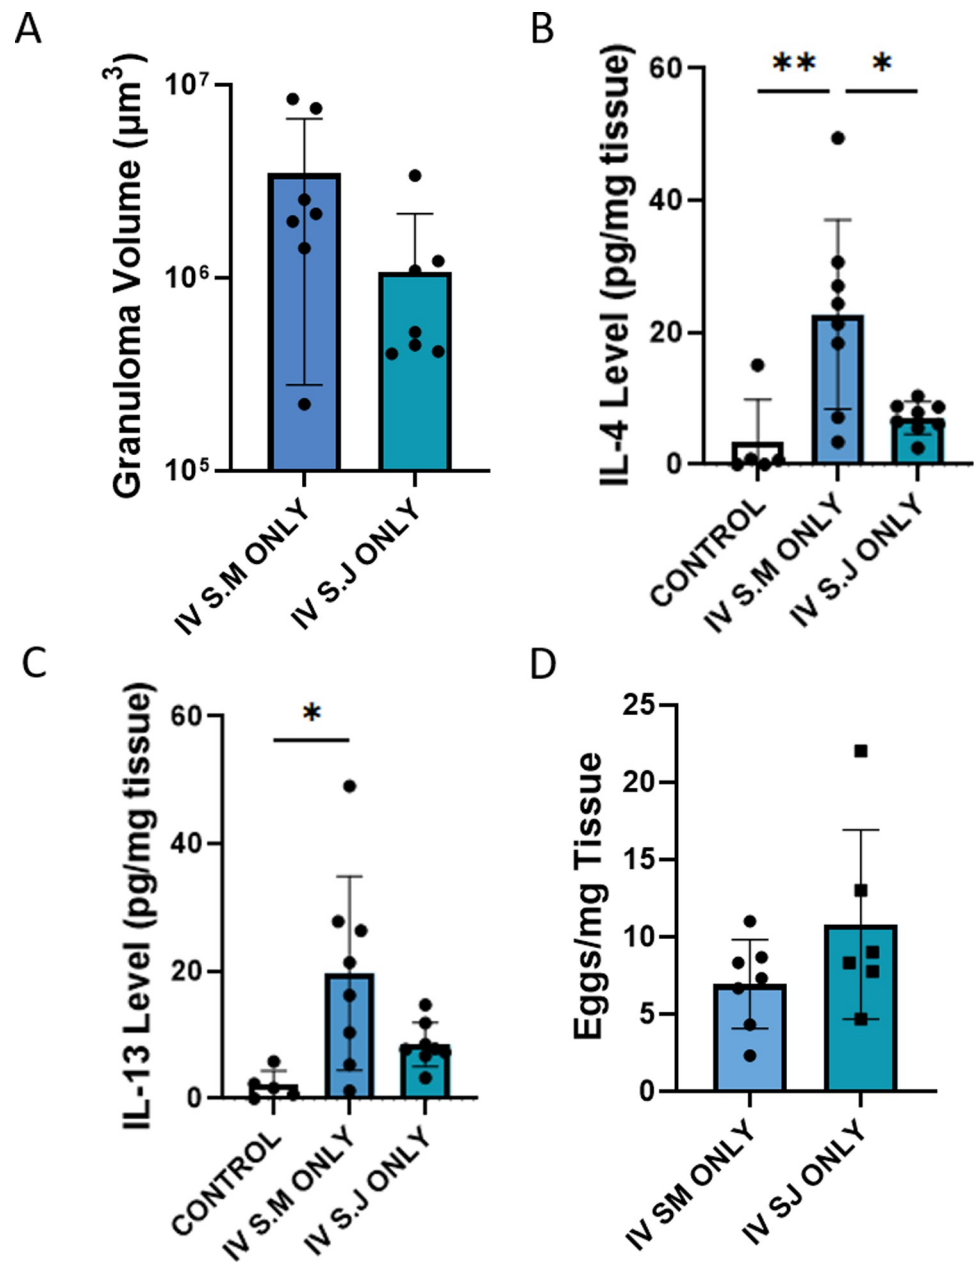 A
Granuloma Volume (µm³)
10⁷
10⁶
10⁵
IV S.M ONLY
IV S.J ONLY
B
IL-4 Level (pg/mg tissue)
60
40
20
0
**
*
CONTROL
IV S.M ONLY
IV S.J ONLY
C
IL-13 Level (pg/mg tissue)
60
40
20
0
*
CONTROL
IV S.M ONLY
IV S.J ONLY
D
Eggs/mg Tissue
25
20
15
10
5
0
IV SM ONLY
IV SJ ONLY